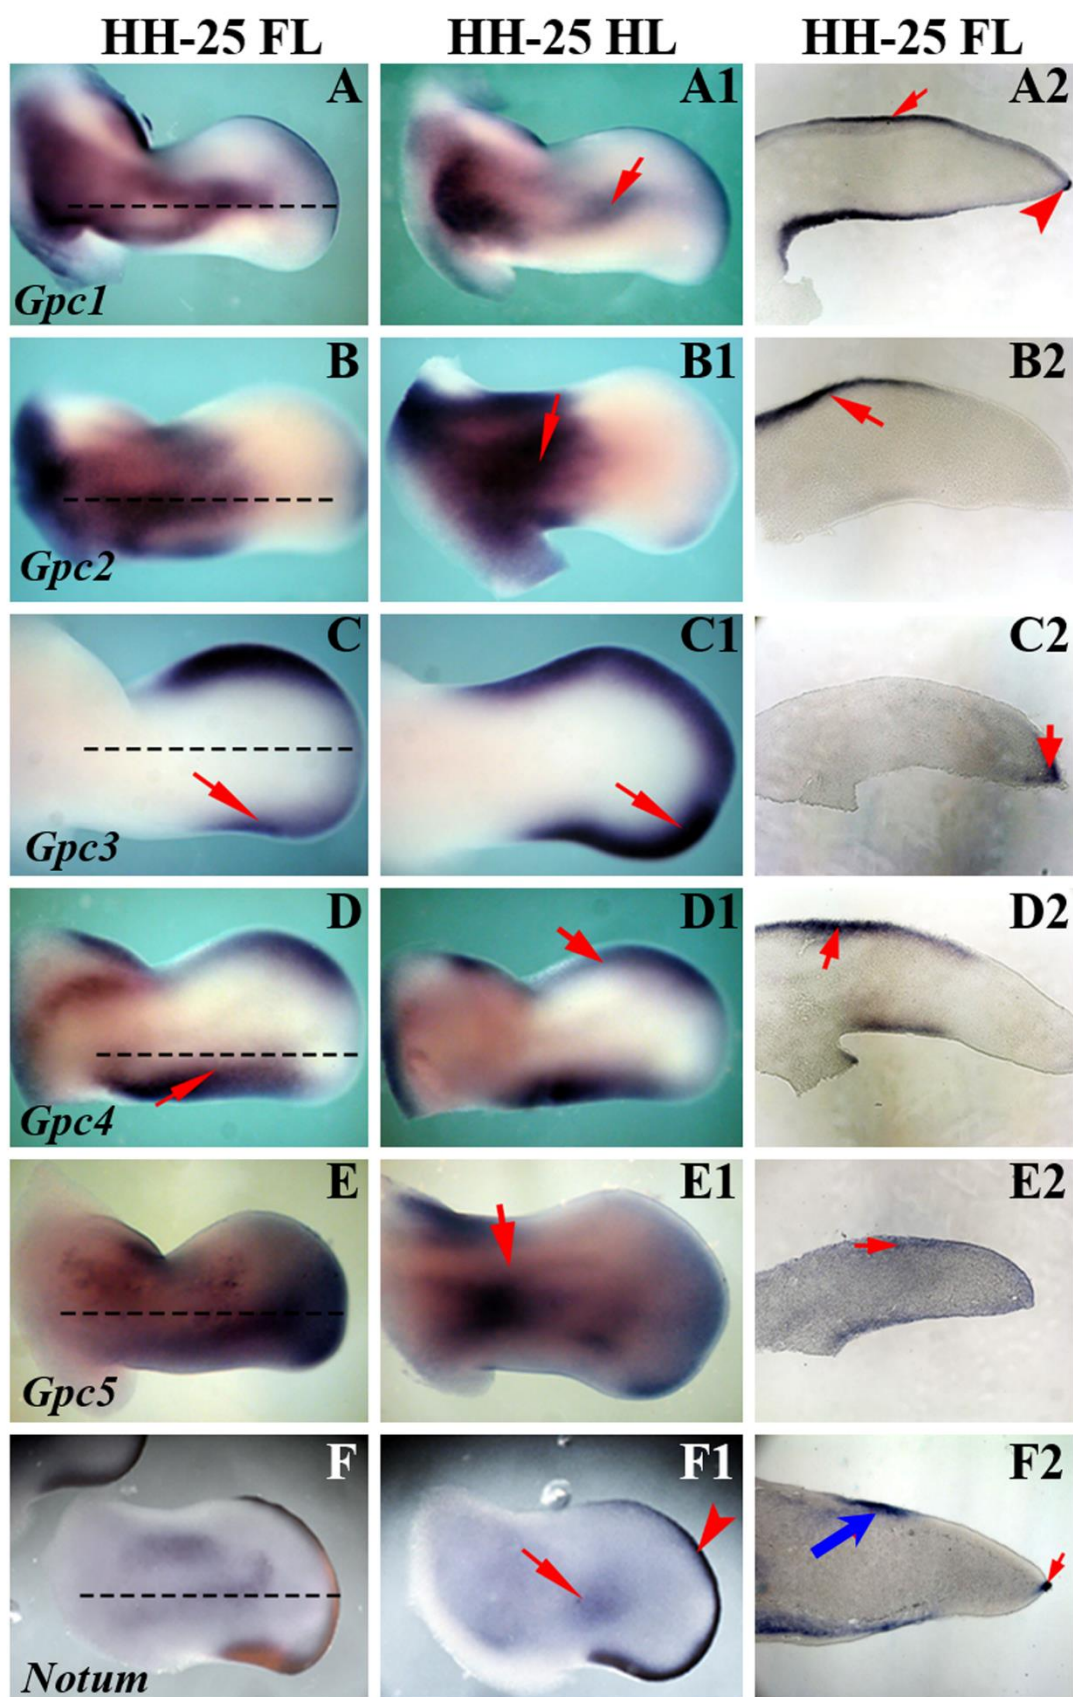 HH-25 FL HH-25 HL HH-25 FL
A A1 A2
Gpc1
B B1 B2
Gpc2
C C1 C2
Gpc3
D D1 D2
Gpc4
E E1 E2
Gpc5
F F1 F2
Notum